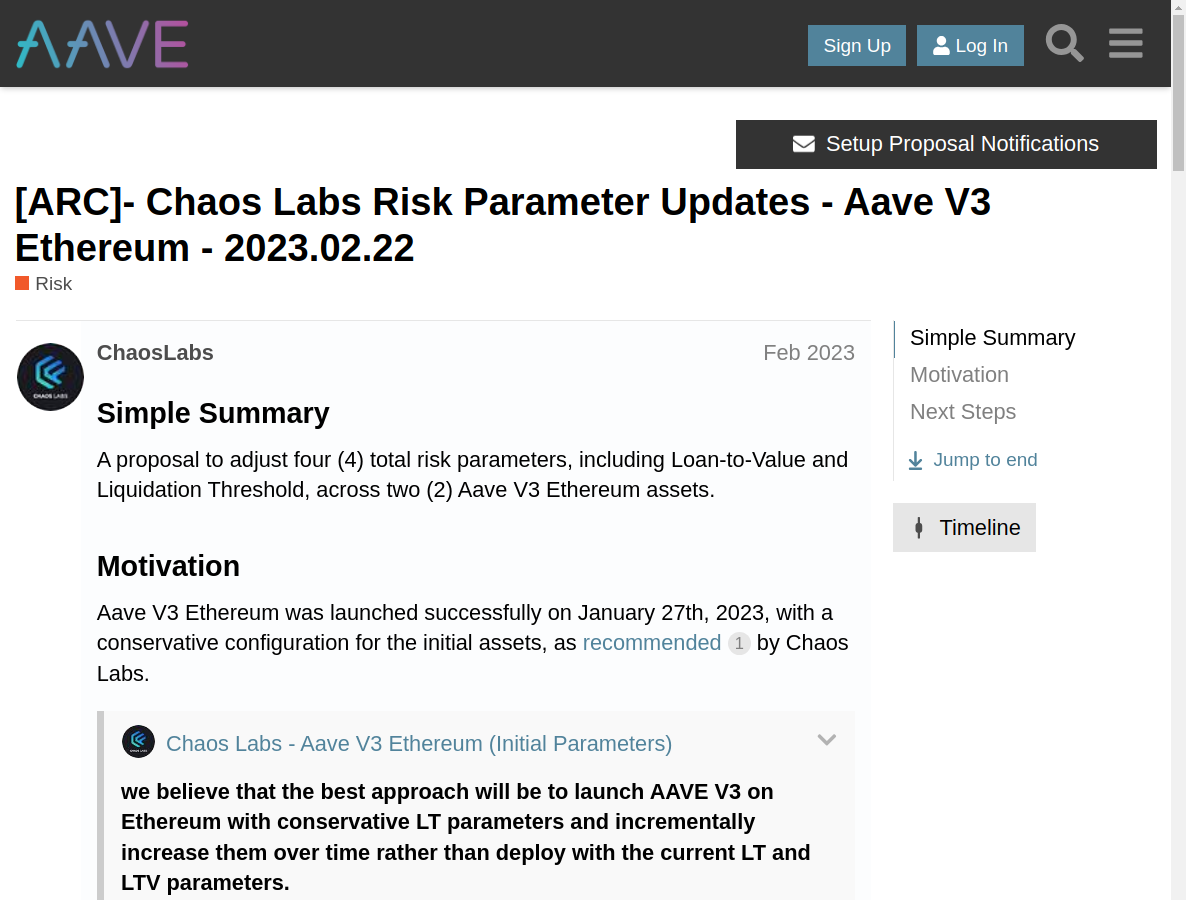 AAVE
Sign Up
Log In
Setup Proposal Notifications
[ARC]- Chaos Labs Risk Parameter Updates - Aave V3
Ethereum - 2023.02.22
Risk
ChaosLabs
Feb 2023
CHAOS LABS
Simple Summary
A proposal to adjust four (4) total risk parameters, including Loan-to-Value and
Liquidation Threshold, across two (2) Aave V3 Ethereum assets.
Motivation
Aave V3 Ethereum was launched successfully on January 27th, 2023, with a
conservative configuration for the initial assets, as recommended 1 by Chaos
Labs.
Chaos Labs - Aave V3 Ethereum (Initial Parameters)
we believe that the best approach will be to launch AAVE V3 on
Ethereum with conservative LT parameters and incrementally
increase them over time rather than deploy with the current LT and
LTV parameters.
Simple Summary
Motivation
Next Steps
Jump to end
Timeline